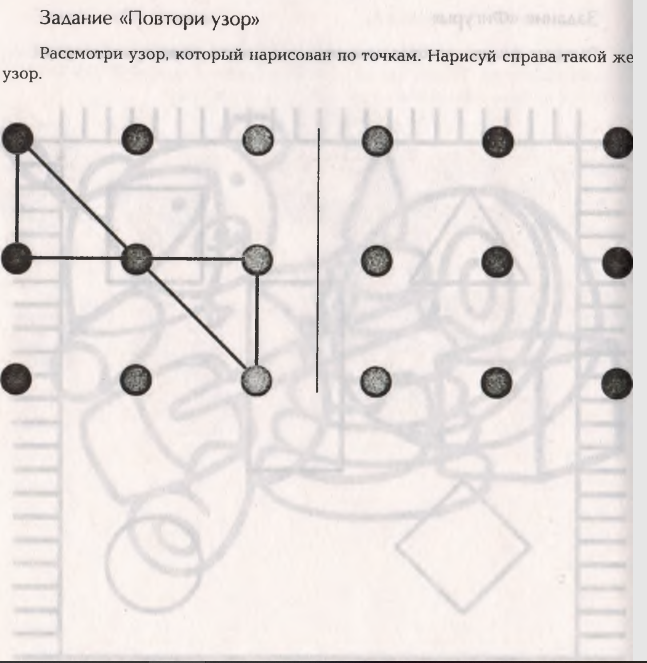 Задание «Повтори узор»
Рассмотри узор, который нарисован по точкам. Нарисуй справа такой же
узор.